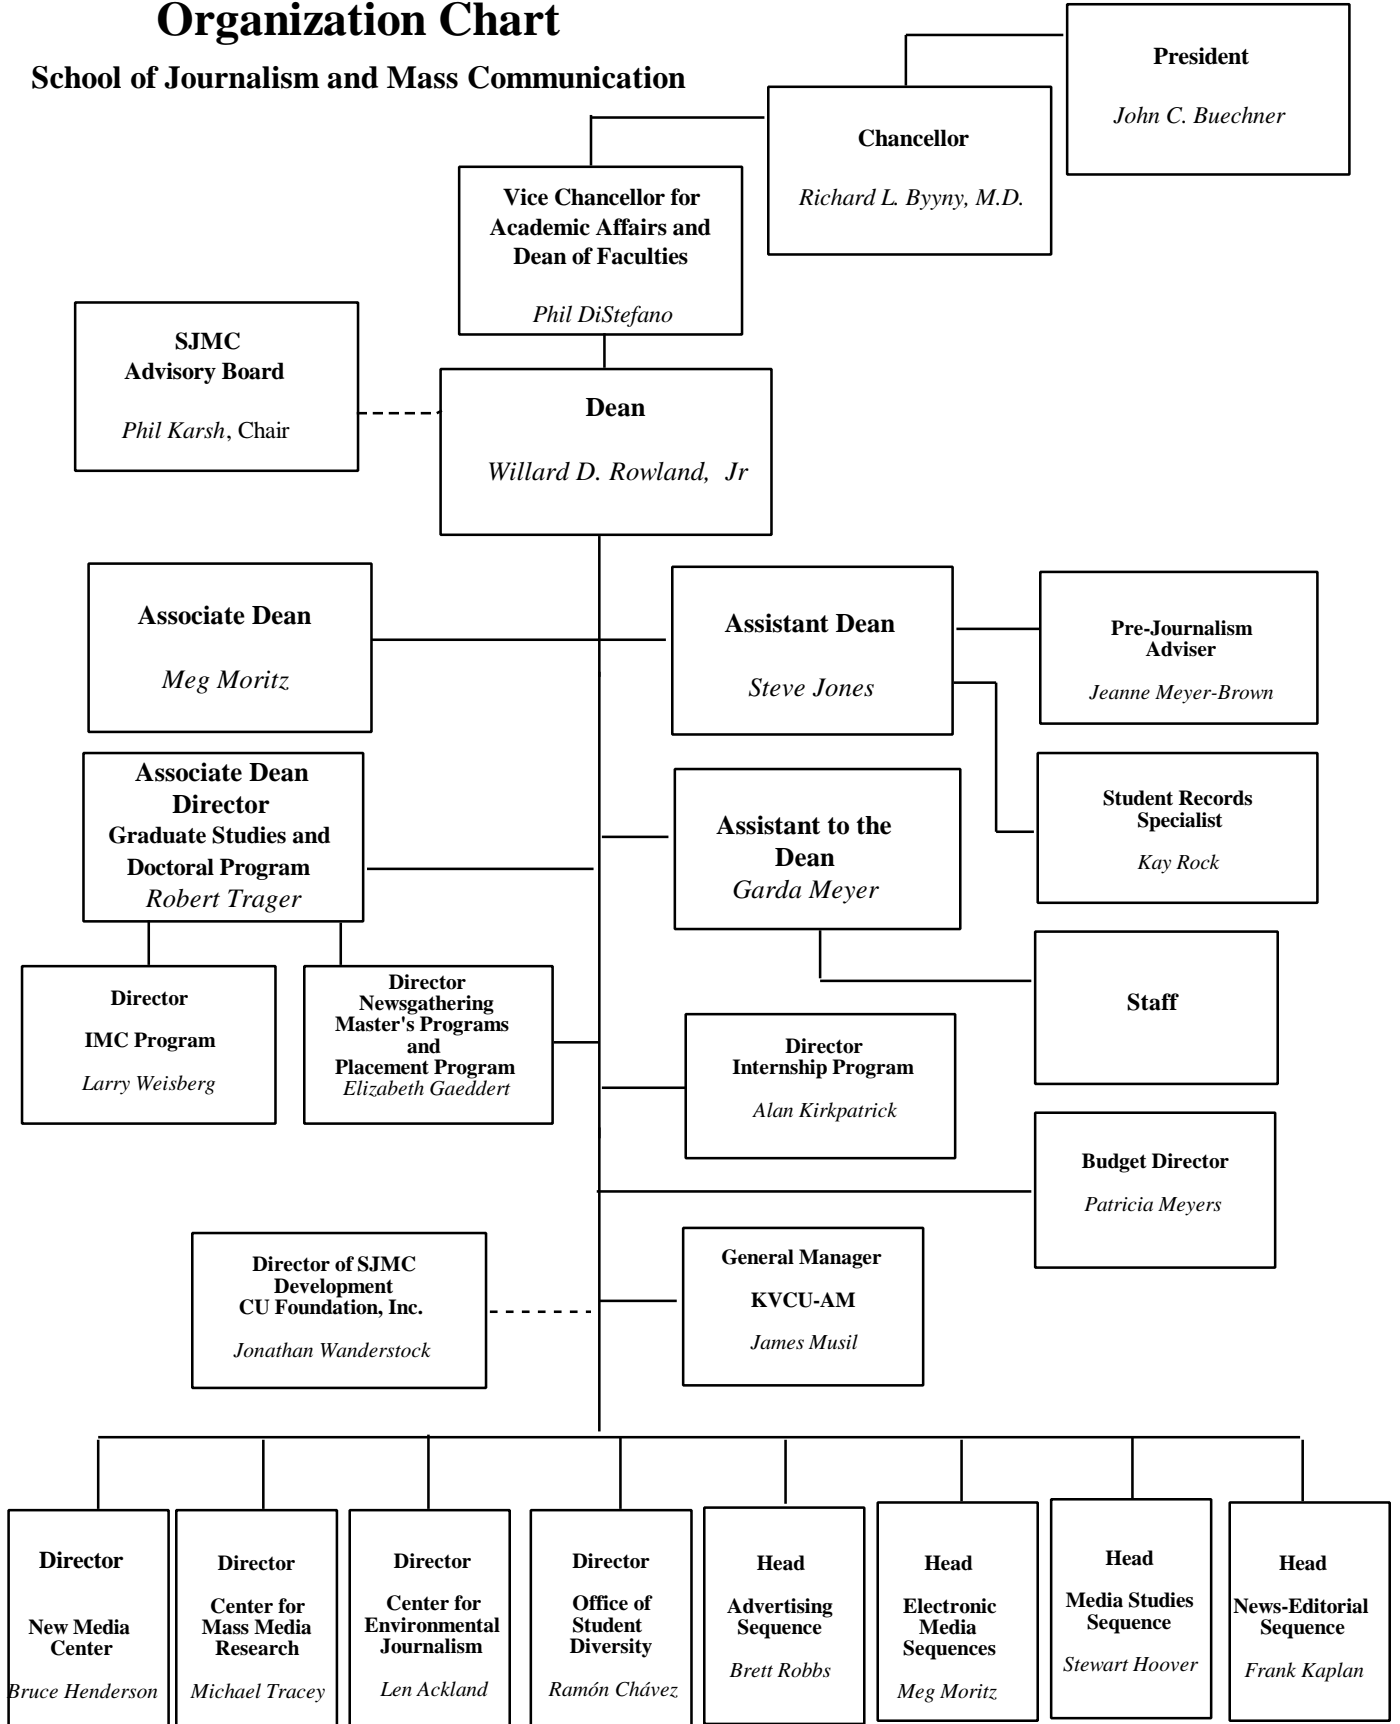 Organization Chart
School of Journalism and Mass Communication
President
John C. Buechner
Chancellor
Richard L. Byyny, M.D.
Vice Chancellor for
Academic Affairs and
Dean of Faculties
Phil DiStefano
SJMC
Advisory Board
Phil Karsh, Chair
Dean
Willard D. Rowland, Jr
Associate Dean
Meg Moritz
Assistant Dean
Steve Jones
Pre-Journalism
Adviser
Jeanne Meyer-Brown
Associate Dean
Director
Graduate Studies and
Doctoral Program
Robert Trager
Assistant to the
Dean
Garda Meyer
Student Records
Specialist
Kay Rock
Director
IMC Program
Larry Weisberg
Director
Newsgathering
Master's Programs
and
Placement Program
Elizabeth Gaeddert
Staff
Director
Internship Program
Alan Kirkpatrick
Budget Director
Patricia Meyers
Director of SJMC
Development
CU Foundation, Inc.
Jonathan Wanderstock
General Manager
KVCU-AM
James Musil
Director
New Media
Center
Bruce Henderson
Director
Center for
Mass Media
Research
Michael Tracey
Director
Center for
Environmental
Journalism
Len Ackland
Director
Office of
Student
Diversity
Ramón Chávez
Head
Advertising
Sequence
Brett Robbs
Head
Electronic
Media
Sequences
Meg Moritz
Head
Media Studies
Sequence
Stewart Hoover
Head
News-Editorial
Sequence
Frank Kaplan